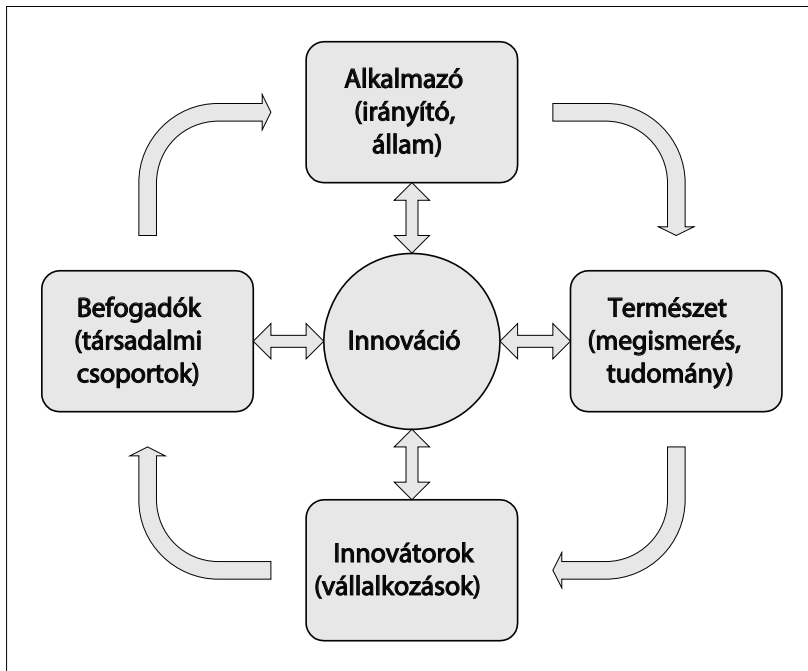 Alkalmazó
(irányító,
állam)
Befogadók
(társadalmi
csoportok)
Innováció
Természet
(megismerés,
tudomány)
Innovátorok
(vállalkozások)